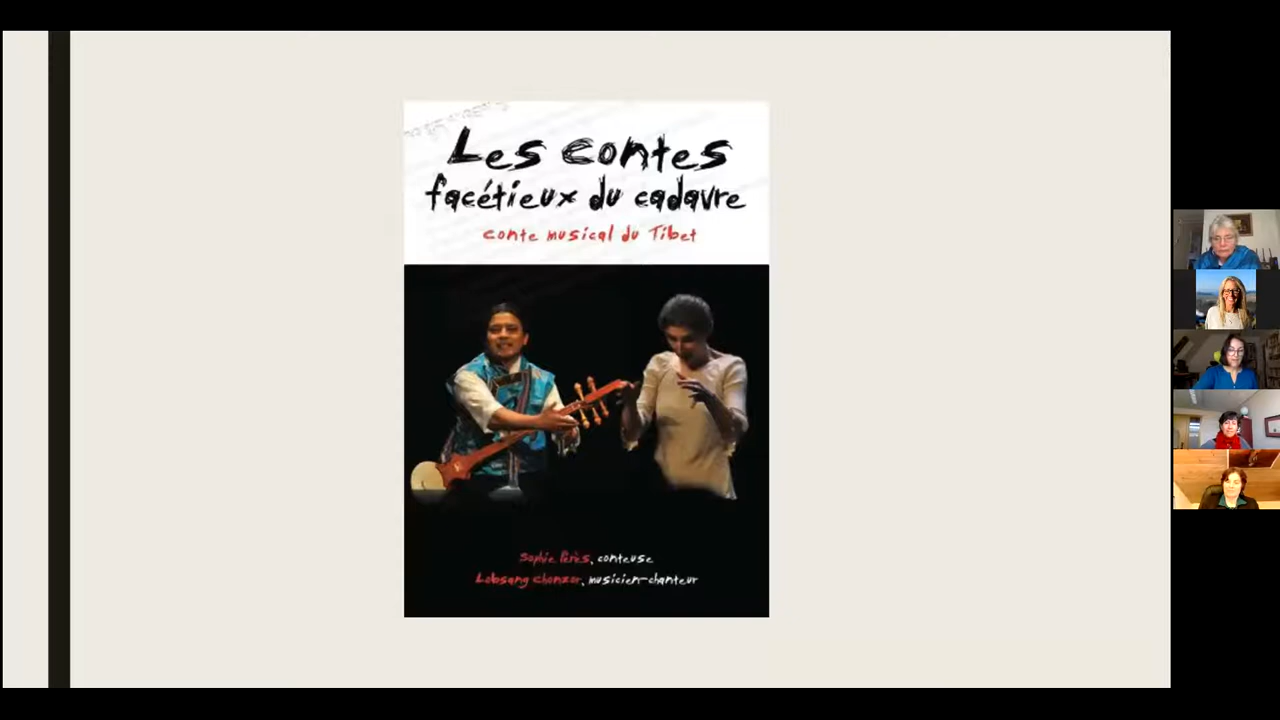 Les contes
facétieux du cadavre
conte musical du Tibet
Sophie Pérès, conteuse
Lobsang Chonzor, musicien-chanteur